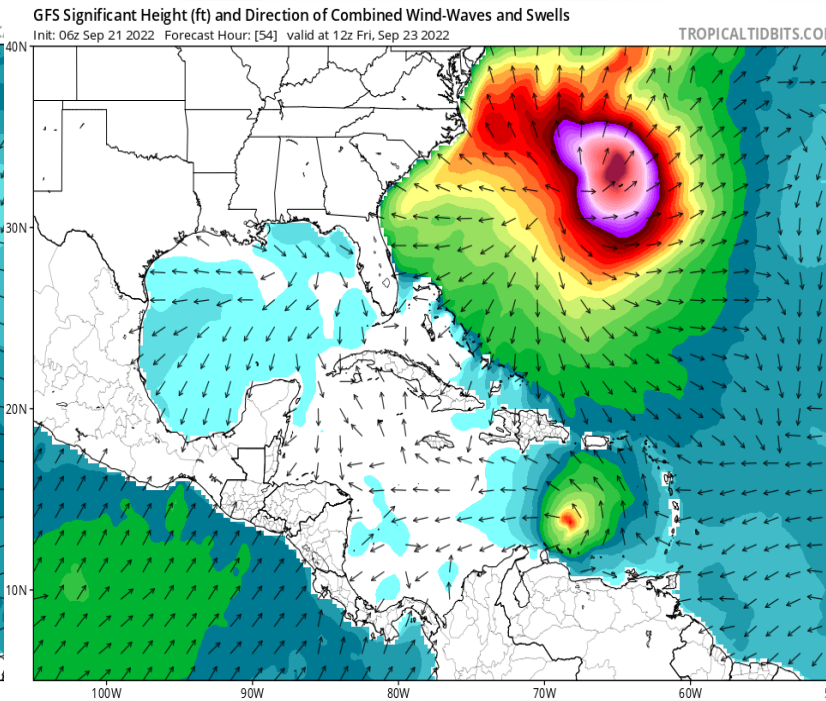 GFS Significant Height (ft) and Direction of Combined Wind-Waves and Swells
Init: 06z Sep 21 2022 Forecast Hour: [54] valid at 12z Fri, Sep 23 2022 TROPICALTIDBITS.CO
40N
30N
20N
10N
100W 90W 80W 70W 60W